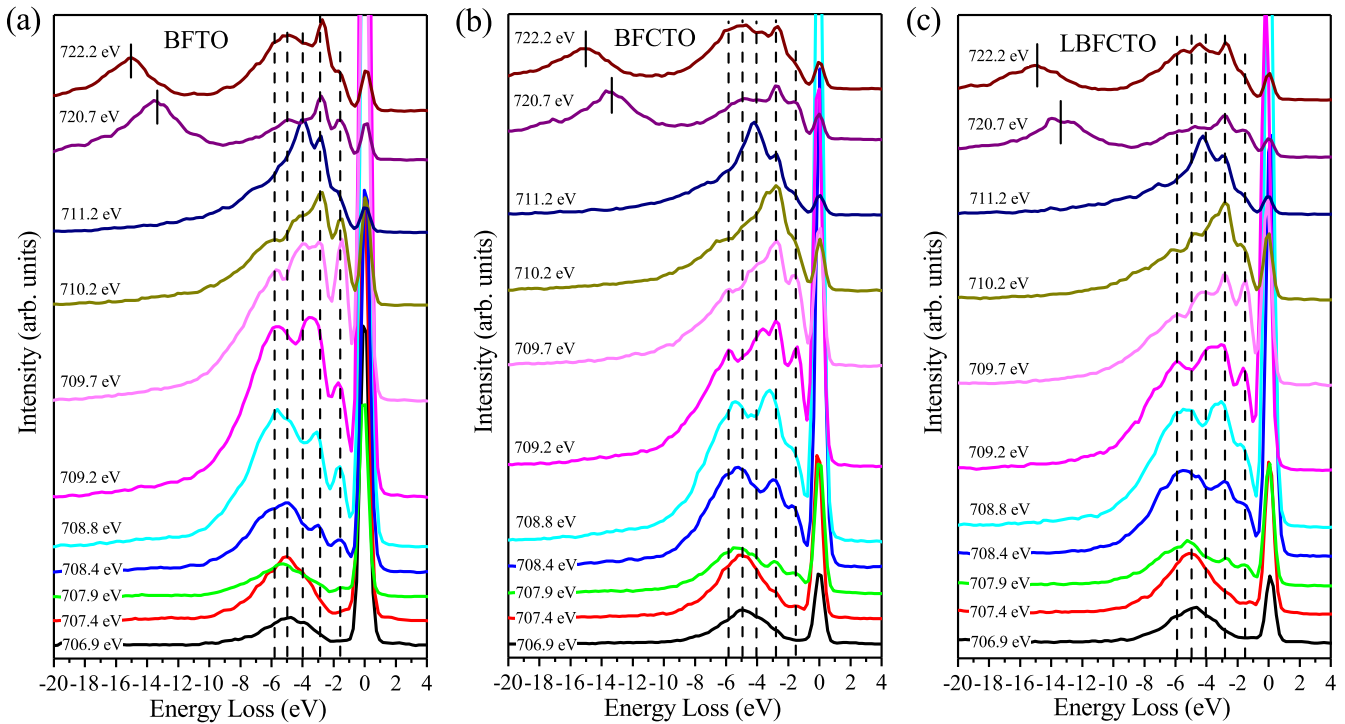 (a)
BFTO
722.2 eV
720.7 eV
711.2 eV
710.2 eV
709.7 eV
709.2 eV
708.8 eV
708.4 eV
707.9 eV
707.4 eV
706.9 eV
Intensity (arb. units)
-20 -18 -16 -14 -12 -10 -8 -6 -4 -2 0 2 4
Energy Loss (eV)
(b)
BFCTO
722.2 eV
720.7 eV
711.2 eV
710.2 eV
709.7 eV
709.2 eV
708.8 eV
708.4 eV
707.9 eV
707.4 eV
706.9 eV
Intensity (arb. units)
-20 -18 -16 -14 -12 -10 -8 -6 -4 -2 0 2 4
Energy Loss (eV)
(c)
LBFCTO
722.2 eV
720.7 eV
711.2 eV
710.2 eV
709.7 eV
709.2 eV
708.8 eV
708.4 eV
707.9 eV
707.4 eV
706.9 eV
Intensity (arb. units)
-20 -18 -16 -14 -12 -10 -8 -6 -4 -2 0 2 4
Energy Loss (eV)